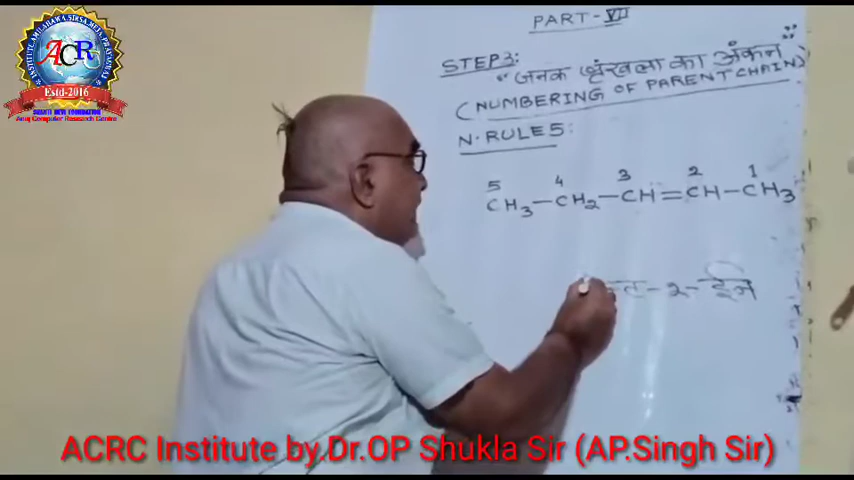 ACR
Estd-2016
PART-VII
STEP3:
"जनक श्रृंखला का अंकन"
(NUMBERING OF PARENT CHAIN)
N.RULE5:
5 4 3 2 1
CH3-CH2-CH=CH-CH3
-2-ईन
ACRC Institute by.Dr.OP Shukla Sir (AP.Singh Sir)